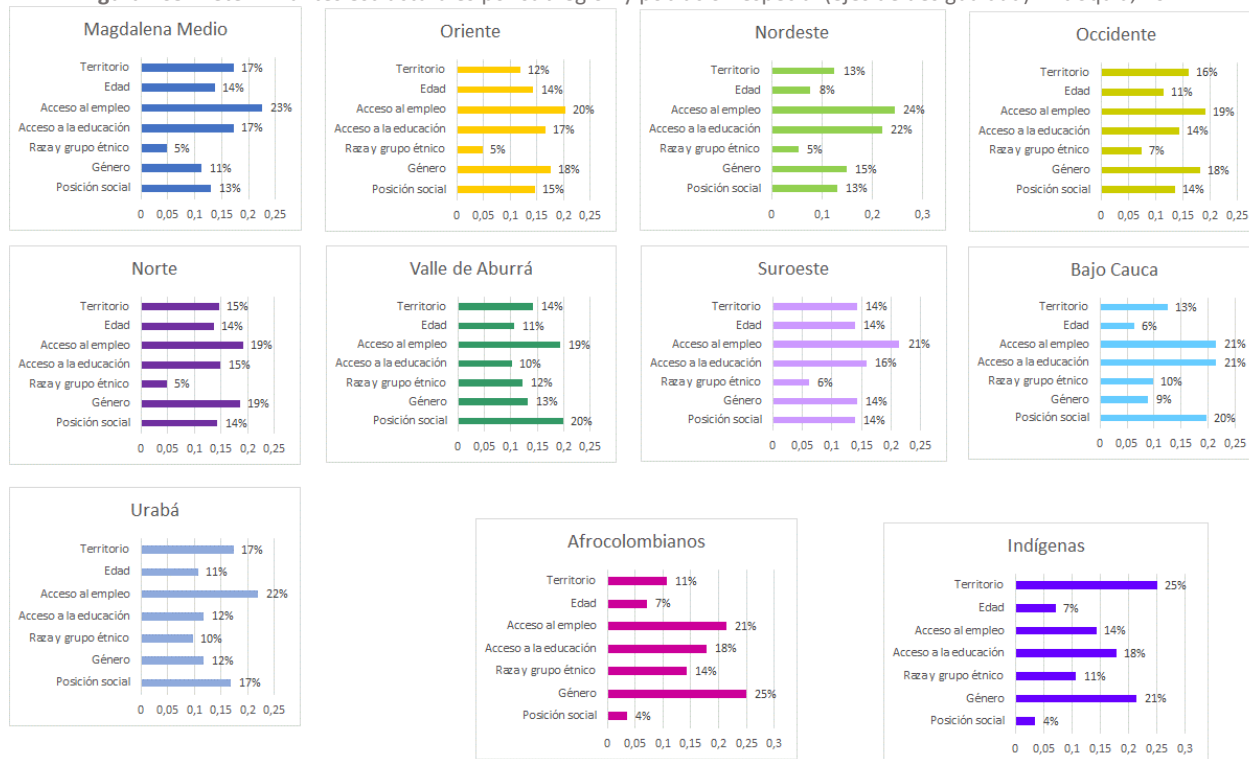 Magdalena Medio
Territorio 17%
Edad 14%
Acceso al empleo 23%
Acceso a la educación 17%
Raza y grupo étnico 5%
Género 11%
Posición social 13%
0 0,05 0,1 0,15 0,2 0,25
Oriente
Territorio 12%
Edad 14%
Acceso al empleo 20%
Acceso a la educación 17%
Raza y grupo étnico 5%
Género 18%
Posición social 15%
0 0,05 0,1 0,15 0,2 0,25
Nordeste
Territorio 13%
Edad 8%
Acceso al empleo 24%
Acceso a la educación 22%
Raza y grupo étnico 5%
Género 15%
Posición social 13%
0 0,1 0,2 0,3
Occidente
Territorio 16%
Edad 11%
Acceso al empleo 19%
Acceso a la educación 14%
Raza y grupo étnico 7%
Género 18%
Posición social 14%
0 0,05 0,1 0,15 0,2 0,25
Norte
Territorio 15%
Edad 14%
Acceso al empleo 19%
Acceso a la educación 15%
Raza y grupo étnico 5%
Género 19%
Posición social 14%
0 0,05 0,1 0,15 0,2 0,25
Valle de Aburrá
Territorio 14%
Edad 11%
Acceso al empleo 19%
Acceso a la educación 10%
Raza y grupo étnico 12%
Género 13%
Posición social 20%
0 0,05 0,1 0,15 0,2 0,25
Suroeste
Territorio 14%
Edad 14%
Acceso al empleo 21%
Acceso a la educación 16%
Raza y grupo étnico 6%
Género 14%
Posición social 14%
0 0,05 0,1 0,15 0,2 0,25
Bajo Cauca
Territorio 13%
Edad 6%
Acceso al empleo 21%
Acceso a la educación 21%
Raza y grupo étnico 10%
Género 9%
Posición social 20%
0 0,05 0,1 0,15 0,2 0,25
Urabá
Territorio 17%
Edad 11%
Acceso al empleo 22%
Acceso a la educación 12%
Raza y grupo étnico 10%
Género 12%
Posición social 17%
0 0,05 0,1 0,15 0,2 0,25
Afrocolombianos
Territorio 11%
Edad 7%
Acceso al empleo 21%
Acceso a la educación 18%
Raza y grupo étnico 14%
Género 25%
Posición social 4%
0 0,05 0,1 0,15 0,2 0,25 0,3
Indígenas
Territorio 25%
Edad 7%
Acceso al empleo 14%
Acceso a la educación 18%
Raza y grupo étnico 11%
Género 21%
Posición social 4%
0 0,05 0,1 0,15 0,2 0,25 0,3